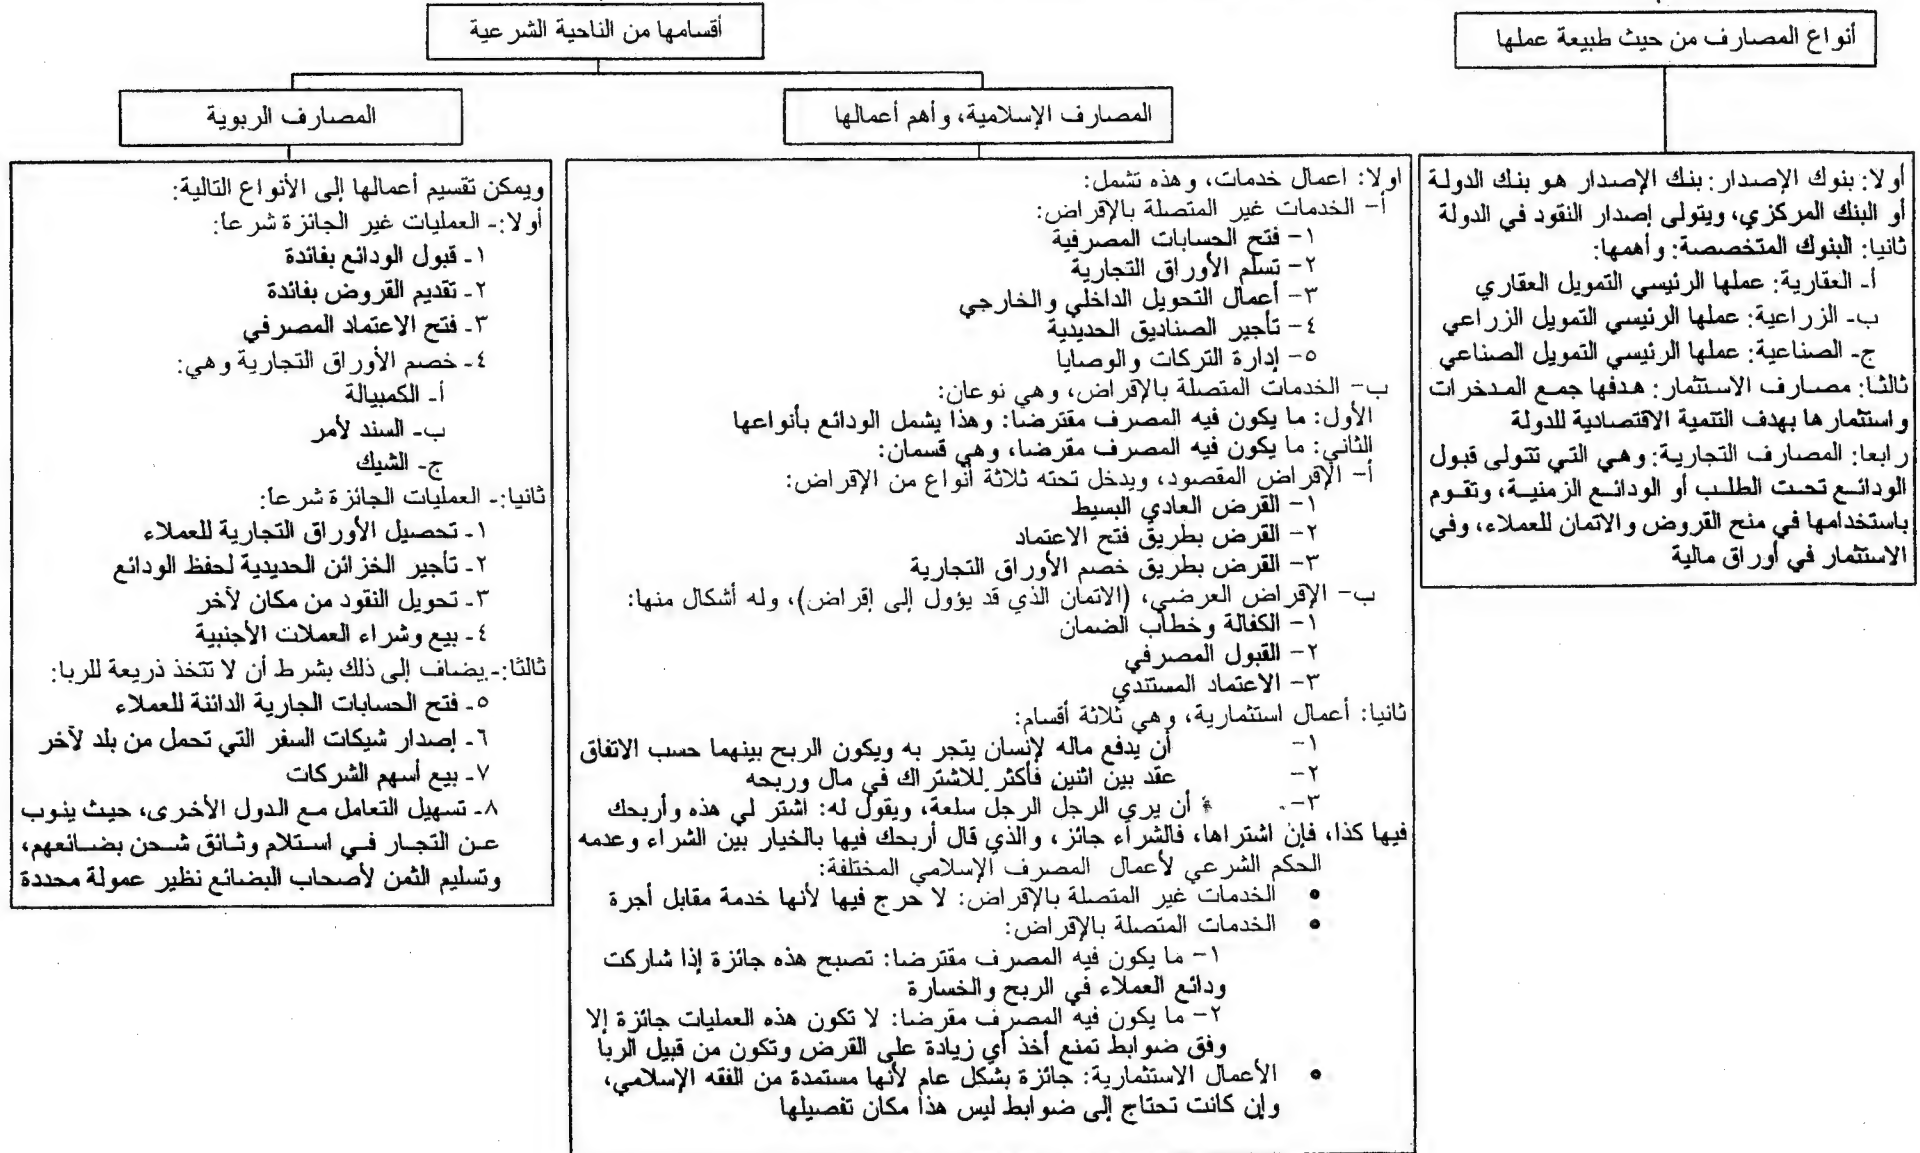 أنواع المصارف من حيث طبيعة عملها
أولا: بنوك الإصدار: بنك الإصدار هو بنك الدولة
أو البنك المركزي، ويتولى إصدار النقود في الدولة
ثانيا: البنوك المتخصصة: وأهمها:
أ- العقارية: عملها الرئيسي التمويل العقاري
ب- الزراعية: عملها الرئيسي التمويل الزراعي
ج- الصناعية: عملها الرئيسي التمويل الصناعي
ثالثا: مصارف الاستثمار: هدفها جمع المدخرات
واستثمارها بهدف التنمية الاقتصادية للدولة
رابعا: المصارف التجارية: وهي التي تتولى قبول
الودائع تحت الطلب أو الودائع الزمنية، وتقوم
باستخدامها في منح القروض والاتمان للعملاء، وفي
الاستثمار في أوراق مالية
أقسامها من الناحية الشرعية
المصارف الإسلامية، وأهم أعمالها
اولا: اعمال خدمات، وهذه تشمل:
أ- الخدمات غير المتصلة بالإقراض:
١- فتح الحسابات المصرفية
٢- تسلم الأوراق التجارية
٣- أعمال التحويل الداخلي والخارجي
٤- تأجير الصناديق الحديدية
٥- إدارة التركات والوصايا
ب- الخدمات المتصلة بالإقراض، وهي نوعان:
الأول: ما يكون فيه المصرف مقترضا: وهذا يشمل الودائع بأنواعها
الثاني: ما يكون فيه المصرف مقرضا، وهي قسمان:
أ- الإقراض المقصود، ويدخل تحته ثلاثة أنواع من الإقراض:
١- القرض العادي البسيط
٢- القرض بطريق فتح الاعتماد
٣- القرض بطريق خصم الأوراق التجارية
ب- الإقراض العرضي، (الاتمان الذي قد يؤول إلى إقراض)، وله أشكال منها:
١- الكفالة وخطاب الضمان
٢- القبول المصرفي
٣- الاعتماد المستندي
ثانيا: أعمال استثمارية، وهي ثلاثة أقسام:
١- أن يدفع ماله لإنسان يتجر به ويكون الربح بينهما حسب الاتفاق
٢- عقد بين اثنين فأكثر للاشتراك في مال وربحه
٣- أن يري الرجل الرجل سلعة، ويقول له: اشتر لي هذه وأربحك
فيها كذا، فإن اشتراها، فالشراء جائز، والذي قال أربحك فيها بالخيار بين الشراء وعدمه
الحكم الشرعي لأعمال المصرف الإسلامي المختلفة:
• الخدمات غير المتصلة بالإقراض: لا حرج فيها لأنها خدمة مقابل أجرة
• الخدمات المتصلة بالإقراض:
١- ما يكون فيه المصرف مقترضا: تصبح هذه جائزة إذا شاركت
ودائع العملاء في الربح والخسارة
٢- ما يكون فيه المصرف مقرضا: لا تكون هذه العمليات جائزة إلا
وفق ضوابط تمنع أخذ أي زيادة على القرض وتكون من قبيل الربا
• الأعمال الاستثمارية: جائزة بشكل عام لأنها مستمدة من الفقه الإسلامي،
وإن كانت تحتاج إلى ضوابط ليس هذا مكان تفصيلها
المصارف الربوية
ويمكن تقسيم أعمالها إلى الأنواع التالية:
أولا:- العمليات غير الجائزة شرعا:
١- قبول الودائع بفائدة
٢- تقديم القروض بفائدة
٣- فتح الاعتماد المصرفي
٤- خصم الأوراق التجارية وهي:
أ- الكمبيالة
ب- السند لأمر
ج- الشيك
ثانيا:- العمليات الجائزة شرعا:
١- تحصيل الأوراق التجارية للعملاء
٢- تأجير الخزائن الحديدية لحفظ الودائع
٣- تحويل النقود من مكان لآخر
٤- بيع وشراء العملات الأجنبية
ثالثا:- يضاف إلى ذلك بشرط أن لا تتخذ ذريعة للربا:
٥- فتح الحسابات الجارية الدائنة للعملاء
٦- إصدار شيكات السفر التي تحمل من بلد لآخر
٧- بيع أسهم الشركات
٨- تسهيل التعامل مع الدول الأخرى، حيث ينوب
عن التجار في استلام وثائق شحن بضائعهم،
وتسليم الثمن لأصحاب البضائع نظير عمولة محددة